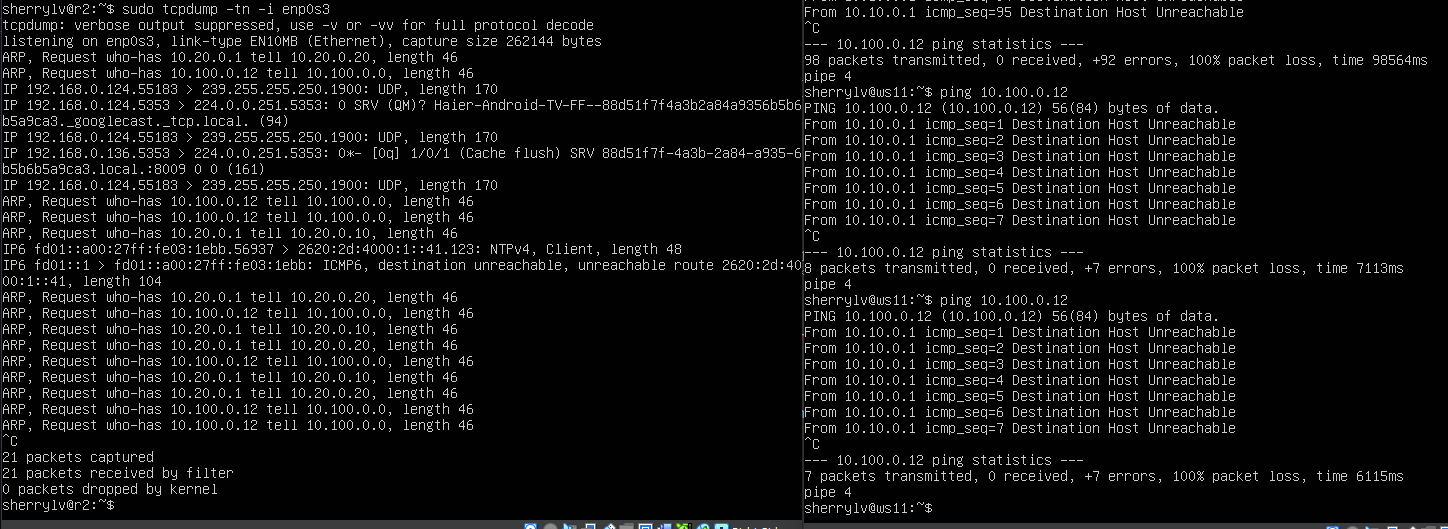 sherrylv@r2:~$ sudo tcpdump -tn -i enp0s3
tcpdump: verbose output suppressed, use -v or -vv for full protocol decode
listening on enp0s3, link-type EN10MB (Ethernet), capture size 262144 bytes
ARP, Request who-has 10.20.0.1 tell 10.20.0.20, length 46
ARP, Request who-has 10.100.0.12 tell 10.100.0.0, length 46
IP 192.168.0.124.55183 > 239.255.255.250.1900: UDP, length 170
IP 192.168.0.124.5353 > 224.0.0.251.5353: 0 SRV (QM)? Haier-Android-TV-FF--88d51f7f4a3b2a84a9356b5b6
b5a9ca3._googlecast._tcp.local. (94)
IP 192.168.0.124.55183 > 239.255.255.250.1900: UDP, length 170
IP 192.168.0.136.5353 > 224.0.0.251.5353: 0*- [0q] 1/0/1 (Cache flush) SRV 88d51f7f-4a3b-2a84-a935-6
b5b6b5a9ca3.local.:8009 0 0 (161)
IP 192.168.0.124.55183 > 239.255.255.250.1900: UDP, length 170
ARP, Request who-has 10.100.0.12 tell 10.100.0.0, length 46
ARP, Request who-has 10.100.0.12 tell 10.100.0.0, length 46
ARP, Request who-has 10.20.0.1 tell 10.20.0.10, length 46
IP6 fd01::a00:27ff:fe03:1ebb.56937 > 2620:2d:4000:1::41.123: NTPv4, Client, length 48
IP6 fd01::1 > fd01::a00:27ff:fe03:1ebb: ICMP6, destination unreachable, unreachable route 2620:2d:40
00:1::41, length 104
ARP, Request who-has 10.20.0.1 tell 10.20.0.20, length 46
ARP, Request who-has 10.100.0.12 tell 10.100.0.0, length 46
ARP, Request who-has 10.20.0.1 tell 10.20.0.10, length 46
ARP, Request who-has 10.20.0.1 tell 10.20.0.20, length 46
ARP, Request who-has 10.100.0.12 tell 10.100.0.0, length 46
ARP, Request who-has 10.20.0.1 tell 10.20.0.10, length 46
ARP, Request who-has 10.20.0.1 tell 10.20.0.20, length 46
ARP, Request who-has 10.100.0.12 tell 10.100.0.0, length 46
ARP, Request who-has 10.100.0.12 tell 10.100.0.0, length 46
^C
21 packets captured
21 packets received by filter
0 packets dropped by kernel
sherrylv@r2:~$
From 10.10.0.1 icmp_seq=95 Destination Host Unreachable
^C
--- 10.100.0.12 ping statistics ---
98 packets transmitted, 0 received, +92 errors, 100% packet loss, time 98564ms
pipe 4
sherrylv@ws11:~$ ping 10.100.0.12
PING 10.100.0.12 (10.100.0.12) 56(84) bytes of data.
From 10.10.0.1 icmp_seq=1 Destination Host Unreachable
From 10.10.0.1 icmp_seq=2 Destination Host Unreachable
From 10.10.0.1 icmp_seq=3 Destination Host Unreachable
From 10.10.0.1 icmp_seq=4 Destination Host Unreachable
From 10.10.0.1 icmp_seq=5 Destination Host Unreachable
From 10.10.0.1 icmp_seq=6 Destination Host Unreachable
From 10.10.0.1 icmp_seq=7 Destination Host Unreachable
^C
--- 10.100.0.12 ping statistics ---
8 packets transmitted, 0 received, +7 errors, 100% packet loss, time 7113ms
pipe 4
sherrylv@ws11:~$ ping 10.100.0.12
PING 10.100.0.12 (10.100.0.12) 56(84) bytes of data.
From 10.10.0.1 icmp_seq=1 Destination Host Unreachable
From 10.10.0.1 icmp_seq=2 Destination Host Unreachable
From 10.10.0.1 icmp_seq=3 Destination Host Unreachable
From 10.10.0.1 icmp_seq=4 Destination Host Unreachable
From 10.10.0.1 icmp_seq=5 Destination Host Unreachable
From 10.10.0.1 icmp_seq=6 Destination Host Unreachable
From 10.10.0.1 icmp_seq=7 Destination Host Unreachable
^C
--- 10.100.0.12 ping statistics ---
7 packets transmitted, 0 received, +7 errors, 100% packet loss, time 6115ms
pipe 4
sherrylv@ws11:~$